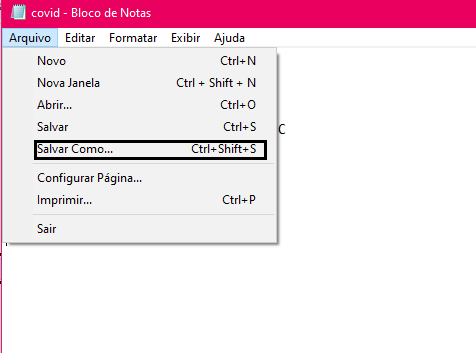 covid - Bloco de Notas
Arquivo Editar Formatar Exibir Ajuda
Novo Ctrl+N
Nova Janela Ctrl + Shift + N
Abrir... Ctrl+O
Salvar Ctrl+S
C
Salvar Como... Ctrl+Shift+S
Configurar Página...
Imprimir... Ctrl+P
Sair